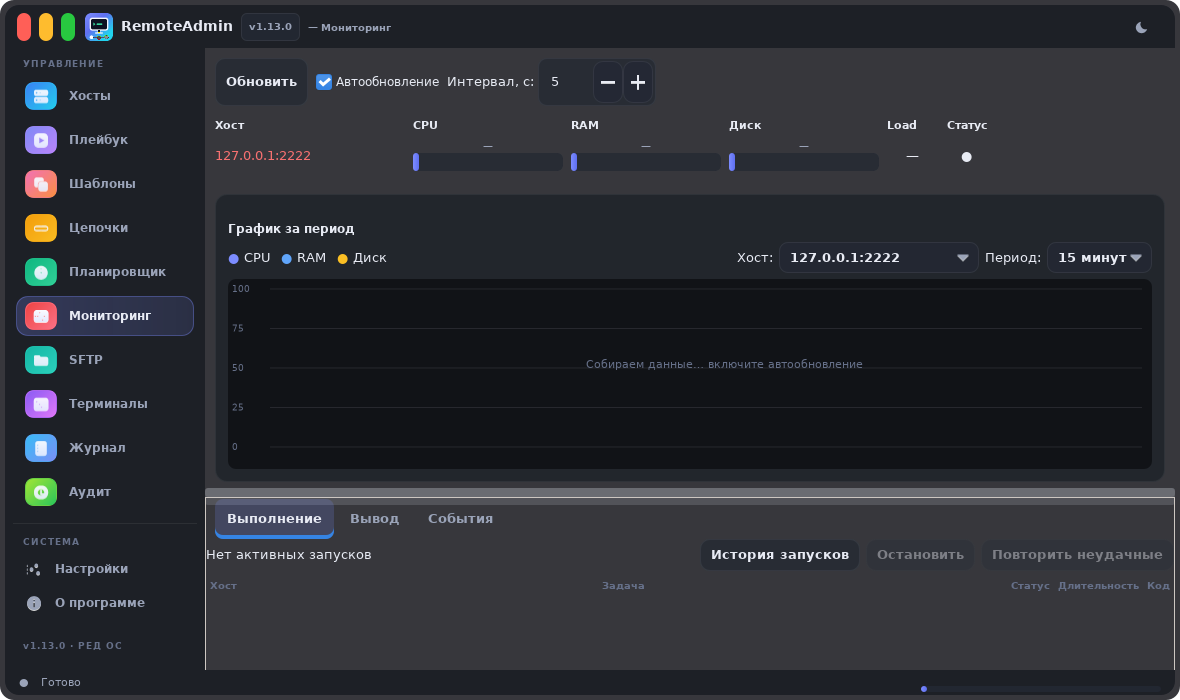 RemoteAdmin v1.13.0 — Мониторинг
УПРАВЛЕНИЕ
Хосты
Плейбук
Шаблоны
Цепочки
Планировщик
Мониторинг
SFTP
Терминалы
Журнал
Аудит
СИСТЕМА
Настройки
О программе
v1.13.0 · РЕД ОС
Обновить Автообновление Интервал, с: 5
Хост CPU RAM Диск Load Статус
127.0.0.1:2222 — — — —
График за период
CPU RAM Диск Хост: 127.0.0.1:2222 Период: 15 минут
100
75
Собираем данные... включите автообновление
50
25
0
Выполнение Вывод События
Нет активных запусков История запусков Остановить Повторить неудачные
Хост Задача Статус Длительность Код
Готово